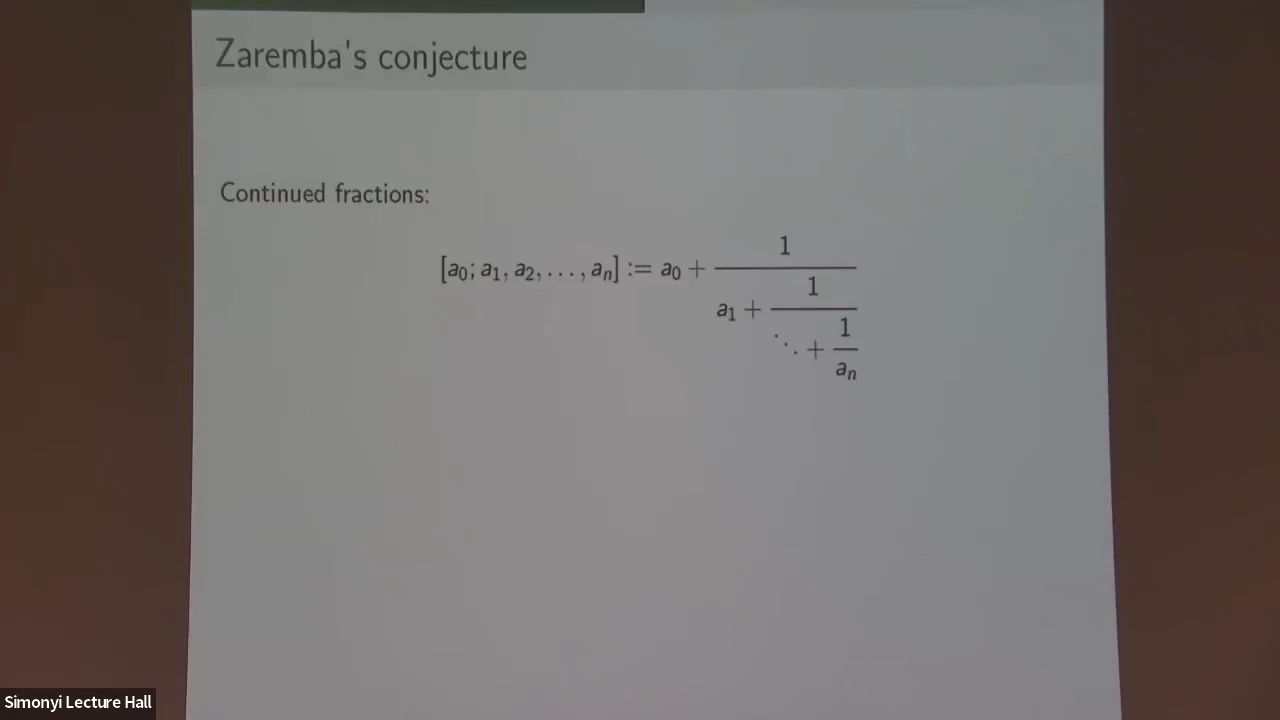 Zaremba's conjecture
Continued fractions:
[a₀; a₁, a₂, . . . , aₙ] := a₀ + 1
a₁ + 1
⋱ + 1
aₙ
Simonyi Lecture Hall